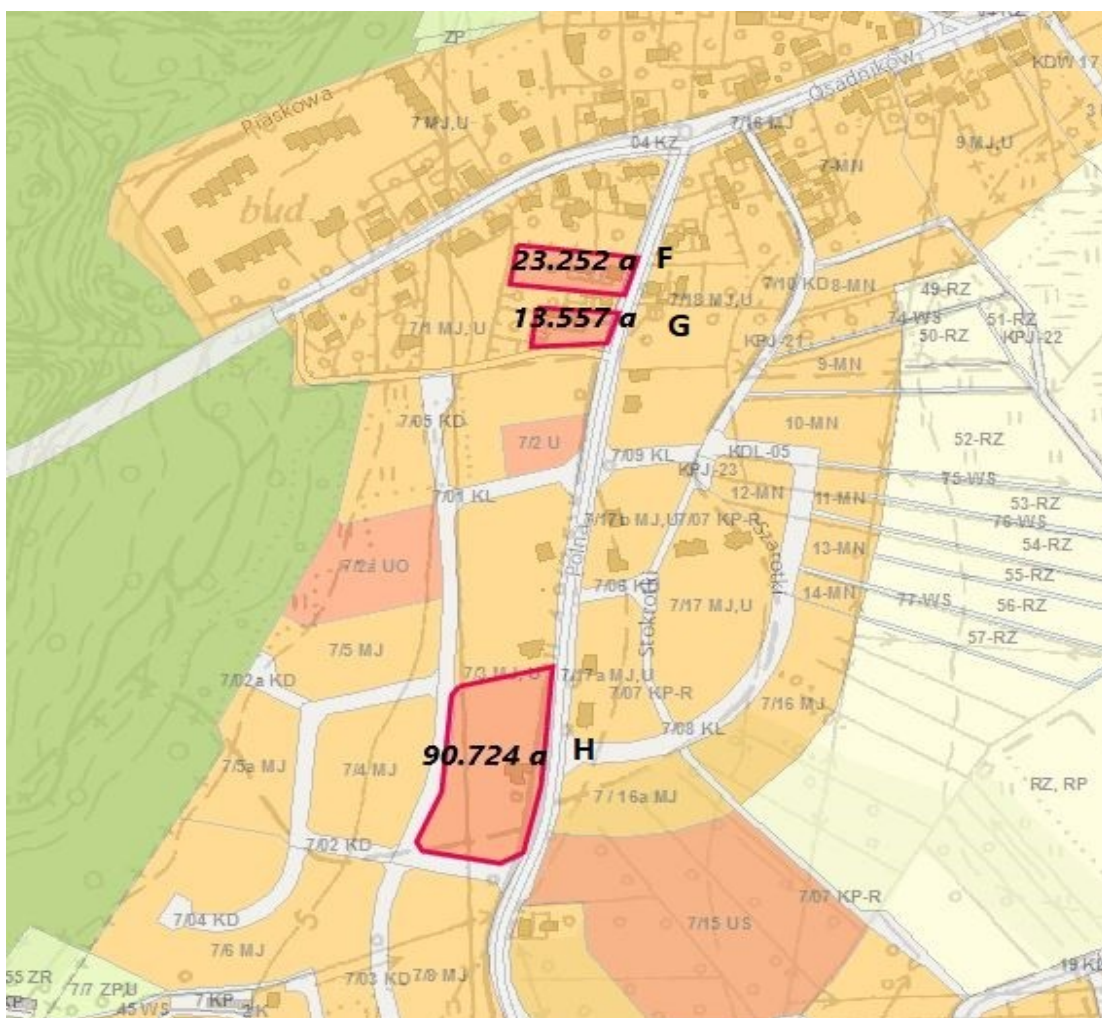 04 KZ
ZP
KDW 17
Osadników
Piaskowa
7 MJ,U
7/16 MJ
04 KZ
9 MJ,U
7-MN
bud
23.252 a
F
7/10 KD
8-MN
49-RZ
7/18 MJ,U
13.557 a
G
7/1 MJ, U
74-WS
51-RZ
50-RZ
KPJ-22
KPJ-21
9-MN
7/05 KD
10-MN
7/2 U
7/09 KL
KDL-05
52-RZ
KPJ-23
75-WS
7/01 KL
12-MN
11-MN
53-RZ
7/17b MJ,U
7/07 KP-R
76-WS
Polna
Szarotki
13-MN
54-RZ
7/2a UO
55-RZ
7/06 KD
14-MN
77-WS
56-RZ
7/17 MJ,U
Stokrotki
57-RZ
7/5 MJ
7/02a KD
7/3 MJ, U
7/17a MJ,U
7/07 KP-R
7/16 MJ
7/08 KL
90.724 a
H
7/5a MJ
7/4 MJ
RZ, RP
7 / 16a MJ
7/02 KD
7/07 KP-R
7/04 KD
7/15 US
7/6 MJ
55 ZR
7/7 ZP,U
7/03 KD
7/8 MJ
7 KP
45 WS